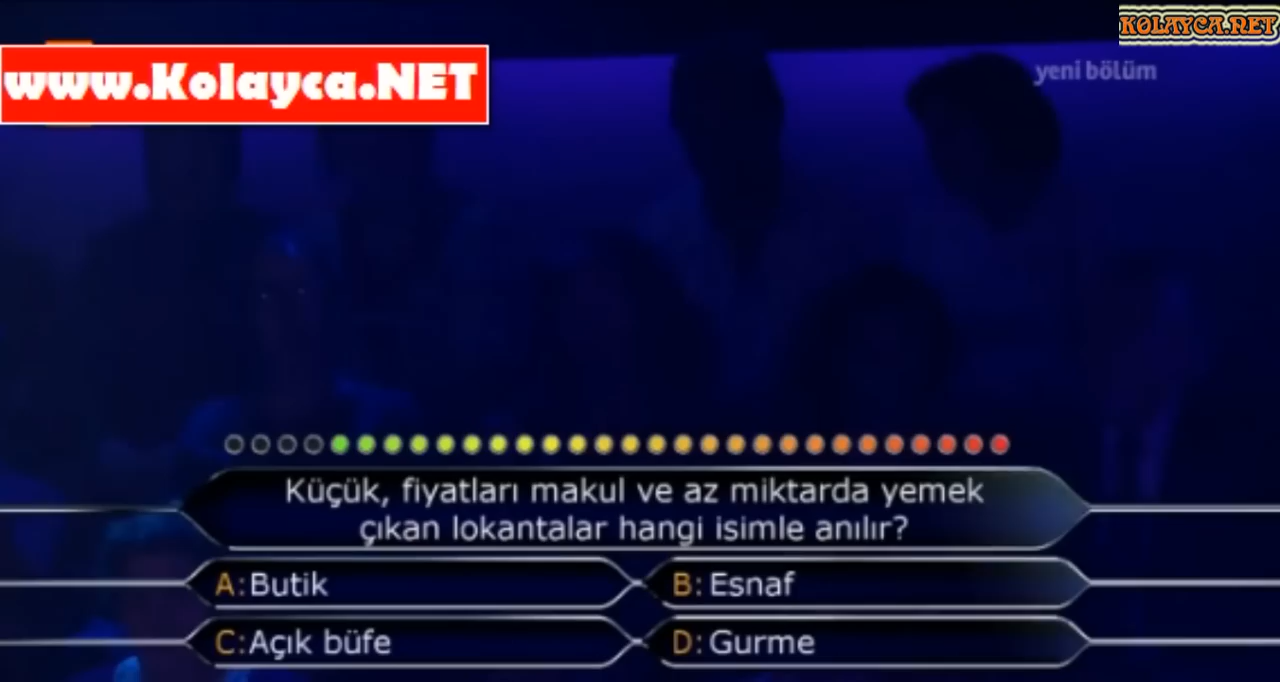 KOLAYCA.NET
www.Kolayca.NET
yeni bölüm
Küçük, fiyatları makul ve az miktarda yemek
çıkan lokantalar hangi isimle anılır?
A: Butik
B: Esnaf
C: Açık büfe
D: Gurme